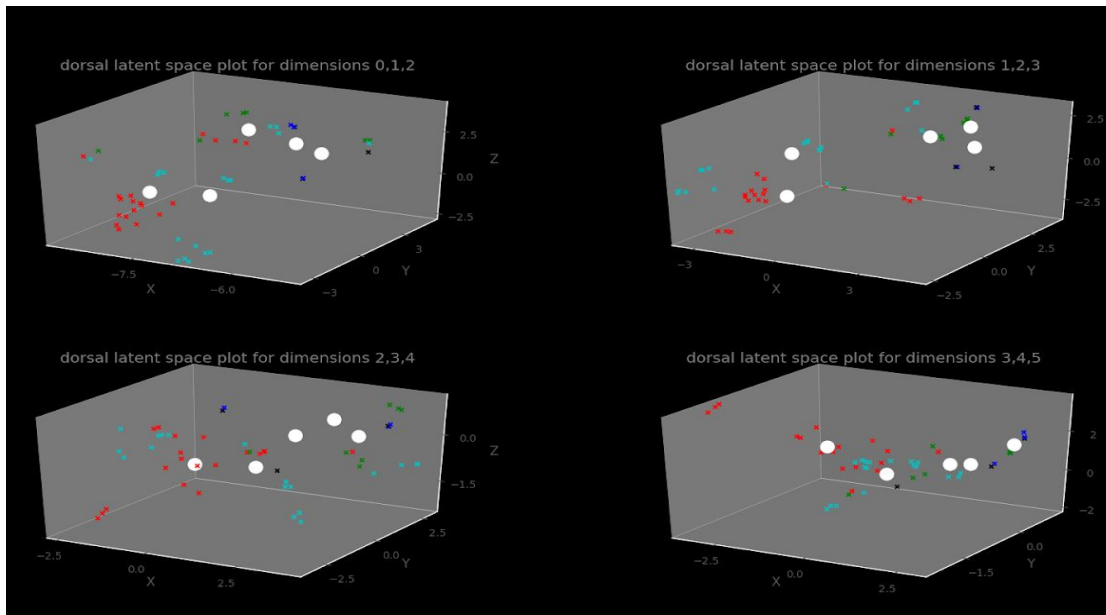 dorsal latent space plot for dimensions 0,1,2
2.5
0.0
−2.5
Z
3
0
−3
Y
−7.5
−6.0
X
dorsal latent space plot for dimensions 1,2,3
2.5
0.0
−2.5
Z
2.5
0.0
−2.5
Y
−3
0
3
X
dorsal latent space plot for dimensions 2,3,4
0.0
−1.5
Z
2.5
0.0
−2.5
Y
−2.5
0.0
2.5
X
dorsal latent space plot for dimensions 3,4,5
2
0
−2
Z
0.0
−1.5
Y
−2.5
0.0
2.5
X